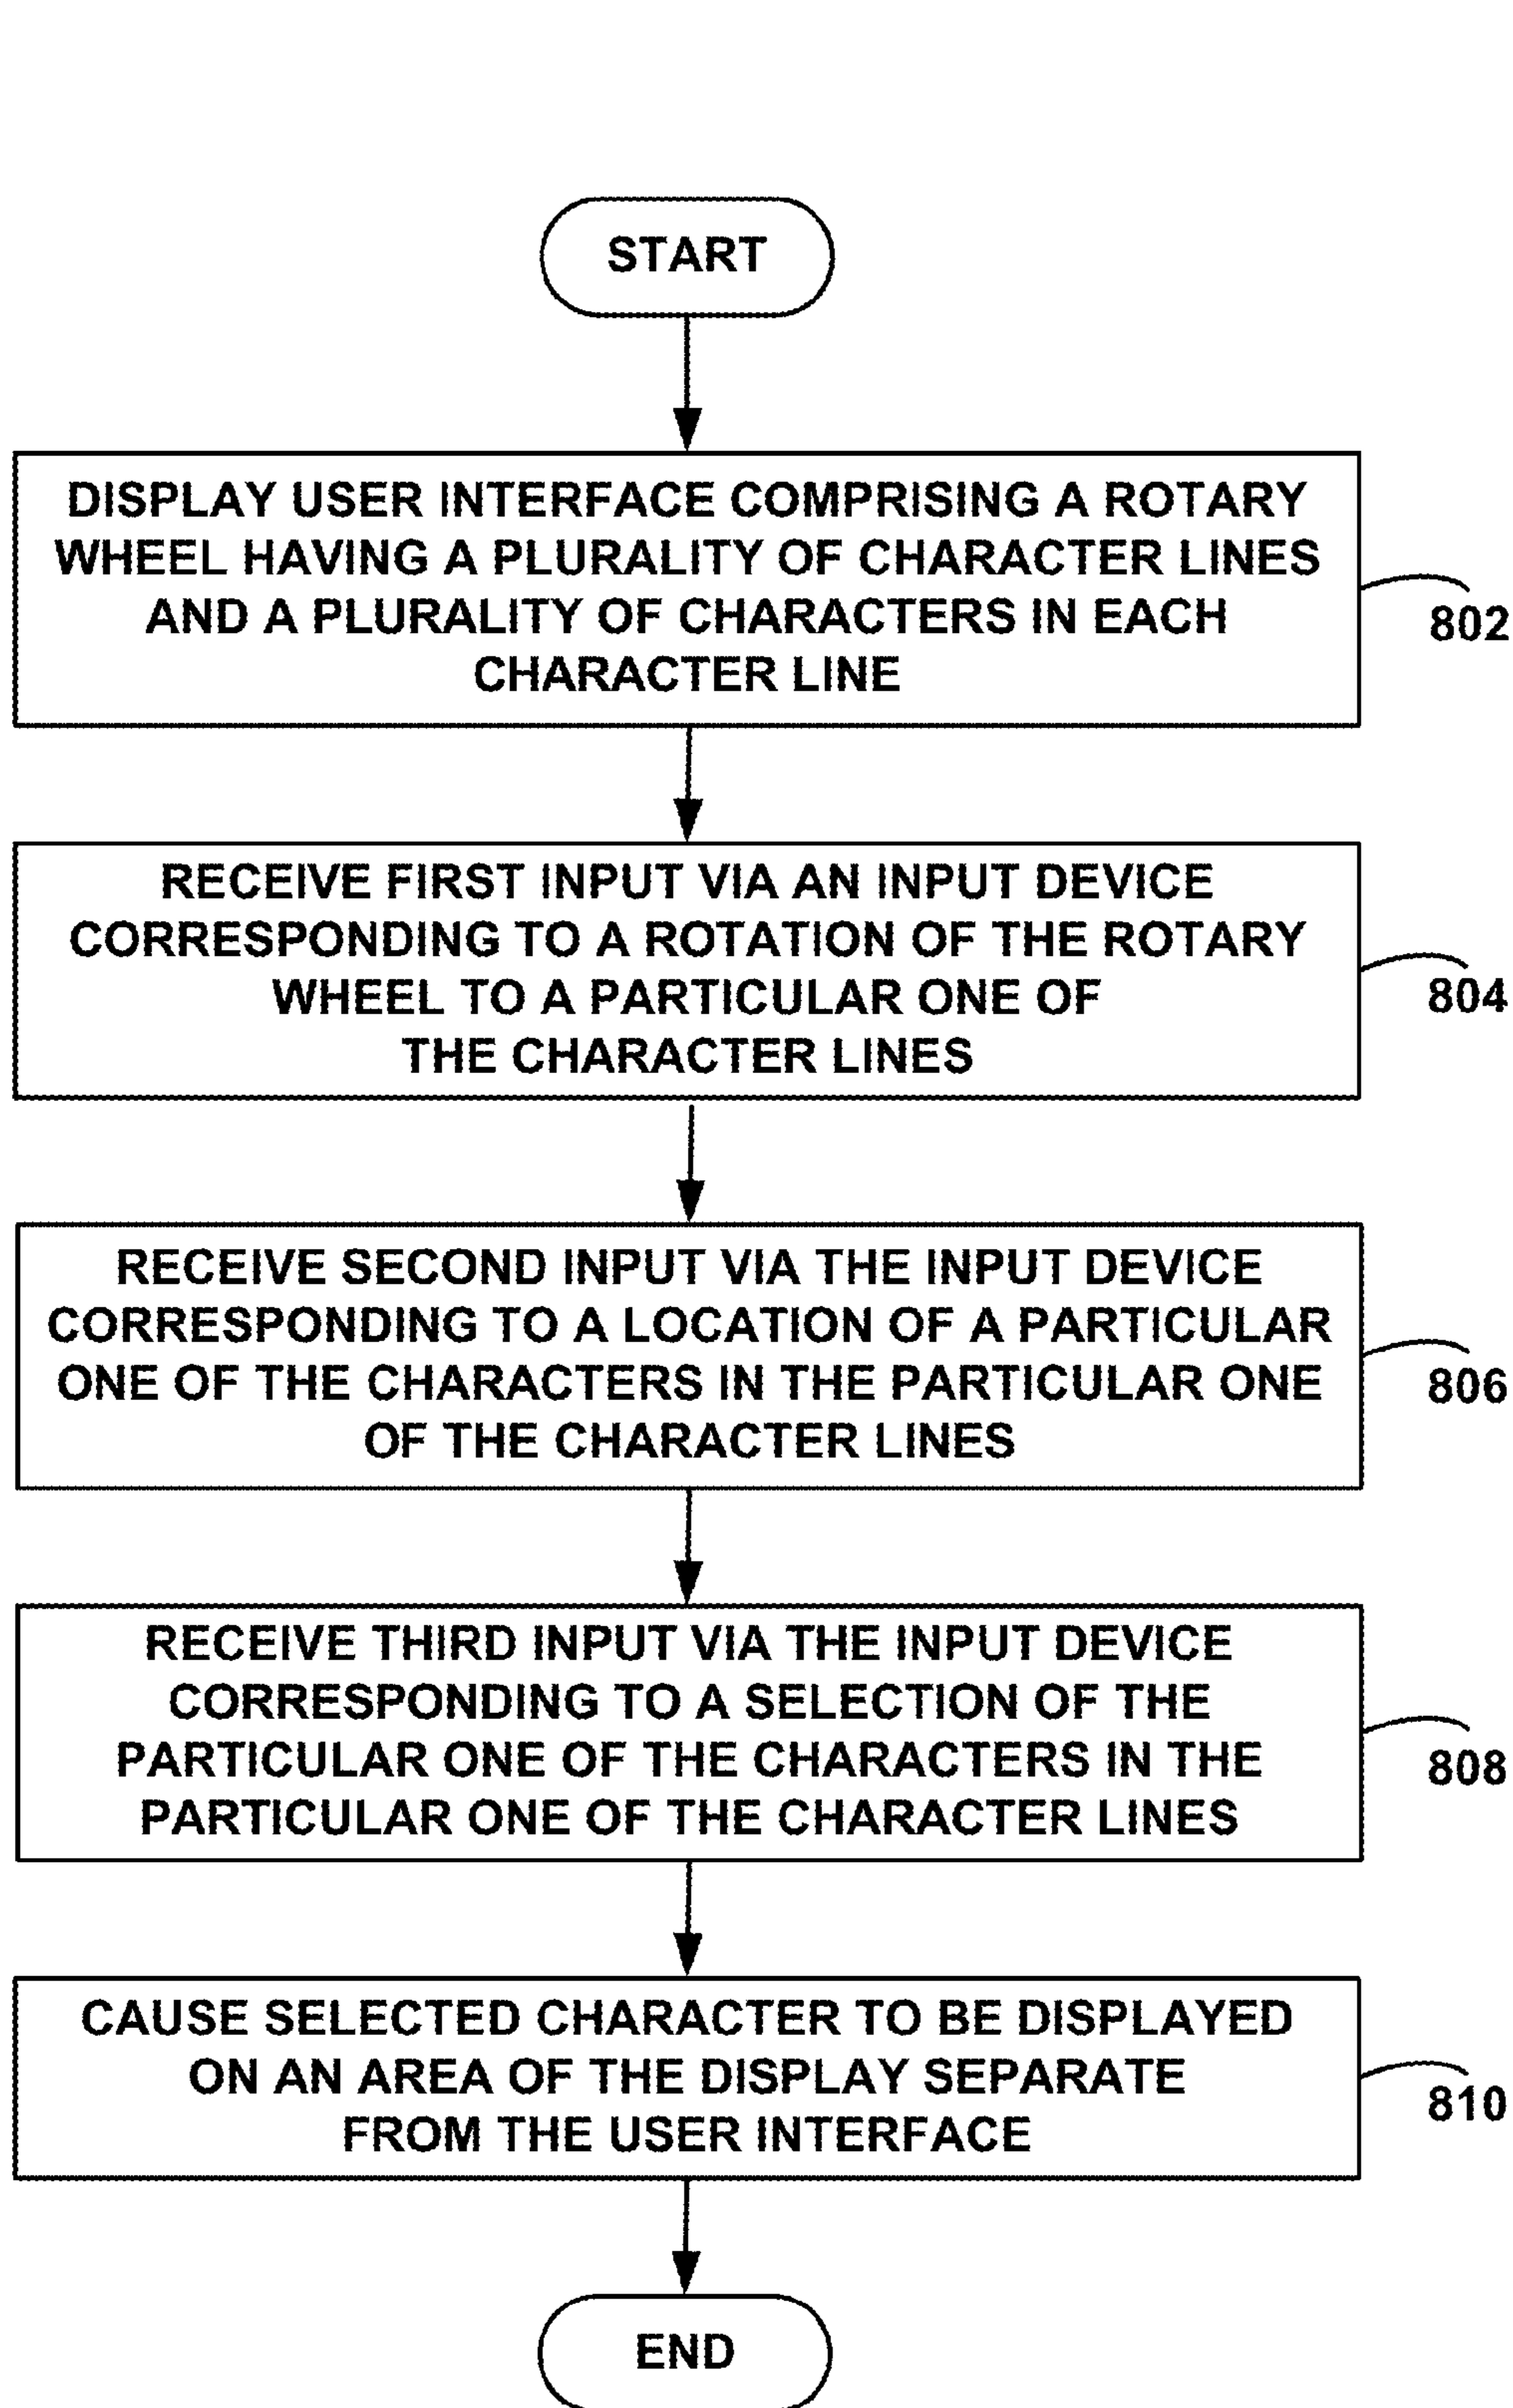 START
DISPLAY USER INTERFACE COMPRISING A ROTARY
WHEEL HAVING A PLURALITY OF CHARACTER LINES
AND A PLURALITY OF CHARACTERS IN EACH
CHARACTER LINE
802
RECEIVE FIRST INPUT VIA AN INPUT DEVICE
CORRESPONDING TO A ROTATION OF THE ROTARY
WHEEL TO A PARTICULAR ONE OF
THE CHARACTER LINES
804
RECEIVE SECOND INPUT VIA THE INPUT DEVICE
CORRESPONDING TO A LOCATION OF A PARTICULAR
ONE OF THE CHARACTERS IN THE PARTICULAR ONE
OF THE CHARACTER LINES
806
RECEIVE THIRD INPUT VIA THE INPUT DEVICE
CORRESPONDING TO A SELECTION OF THE
PARTICULAR ONE OF THE CHARACTERS IN THE
PARTICULAR ONE OF THE CHARACTER LINES
808
CAUSE SELECTED CHARACTER TO BE DISPLAYED
ON AN AREA OF THE DISPLAY SEPARATE
FROM THE USER INTERFACE
810
END